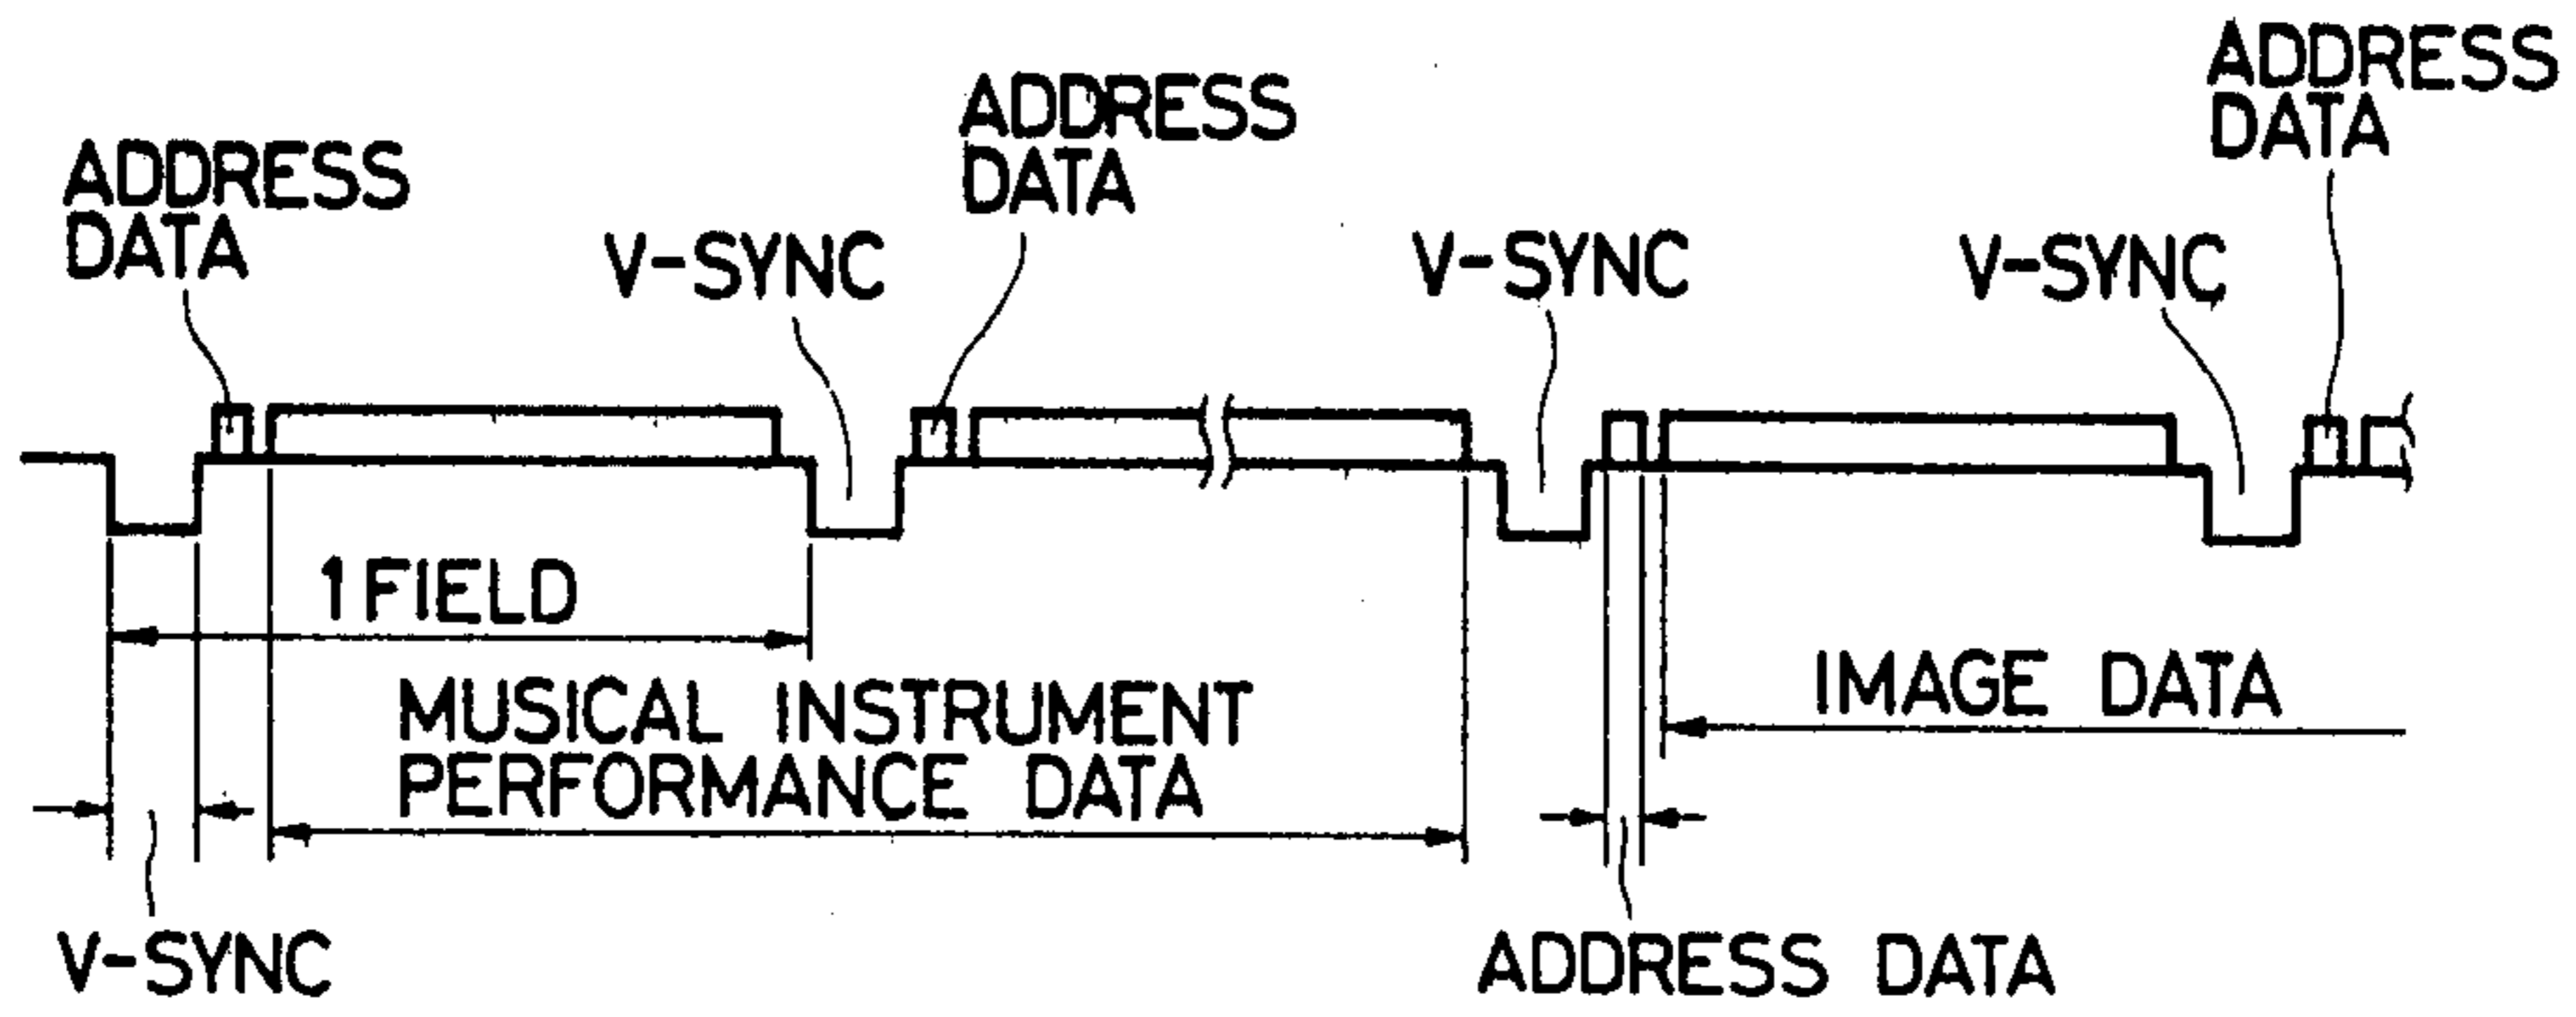 ADDRESS
DATA
V-SYNC
ADDRESS
DATA
V-SYNC
V-SYNC
ADDRESS
DATA
1 FIELD
MUSICAL INSTRUMENT
PERFORMANCE DATA
IMAGE DATA
V-SYNC
ADDRESS DATA